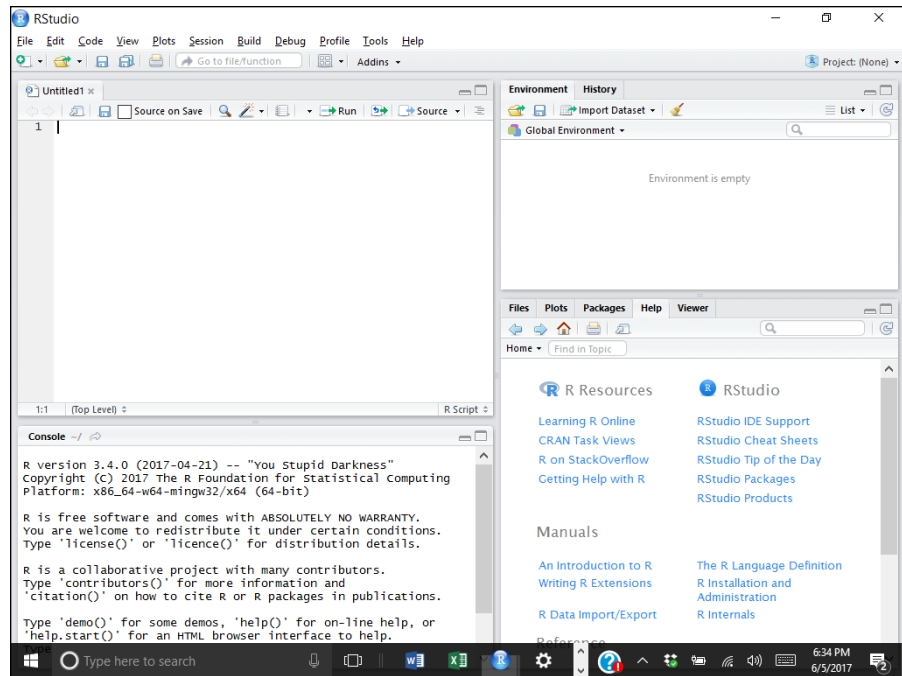 RStudio
File Edit Code View Plots Session Build Debug Profile Tools Help
Go to file/function Addins Project: (None)
Untitled1
Source on Save Run Source
1
1:1 (Top Level) R Script
Console ~/
R version 3.4.0 (2017-04-21) -- "You Stupid Darkness"
Copyright (C) 2017 The R Foundation for Statistical Computing
Platform: x86_64-w64-mingw32/x64 (64-bit)
R is free software and comes with ABSOLUTELY NO WARRANTY.
You are welcome to redistribute it under certain conditions.
Type 'license()' or 'licence()' for distribution details.
R is a collaborative project with many contributors.
Type 'contributors()' for more information and
'citation()' on how to cite R or R packages in publications.
Type 'demo()' for some demos, 'help()' for on-line help, or
'help.start()' for an HTML browser interface to help.
Type
Environment History
Import Dataset List
Global Environment
Environment is empty
Files Plots Packages Help Viewer
Home Find in Topic
R Resources RStudio
Learning R Online RStudio IDE Support
CRAN Task Views RStudio Cheat Sheets
R on StackOverflow RStudio Tip of the Day
Getting Help with R RStudio Packages
RStudio Products
Manuals
An Introduction to R The R Language Definition
Writing R Extensions R Installation and
Administration
R Data Import/Export R Internals
Reference
Type here to search
6:34 PM
6/5/2017
2